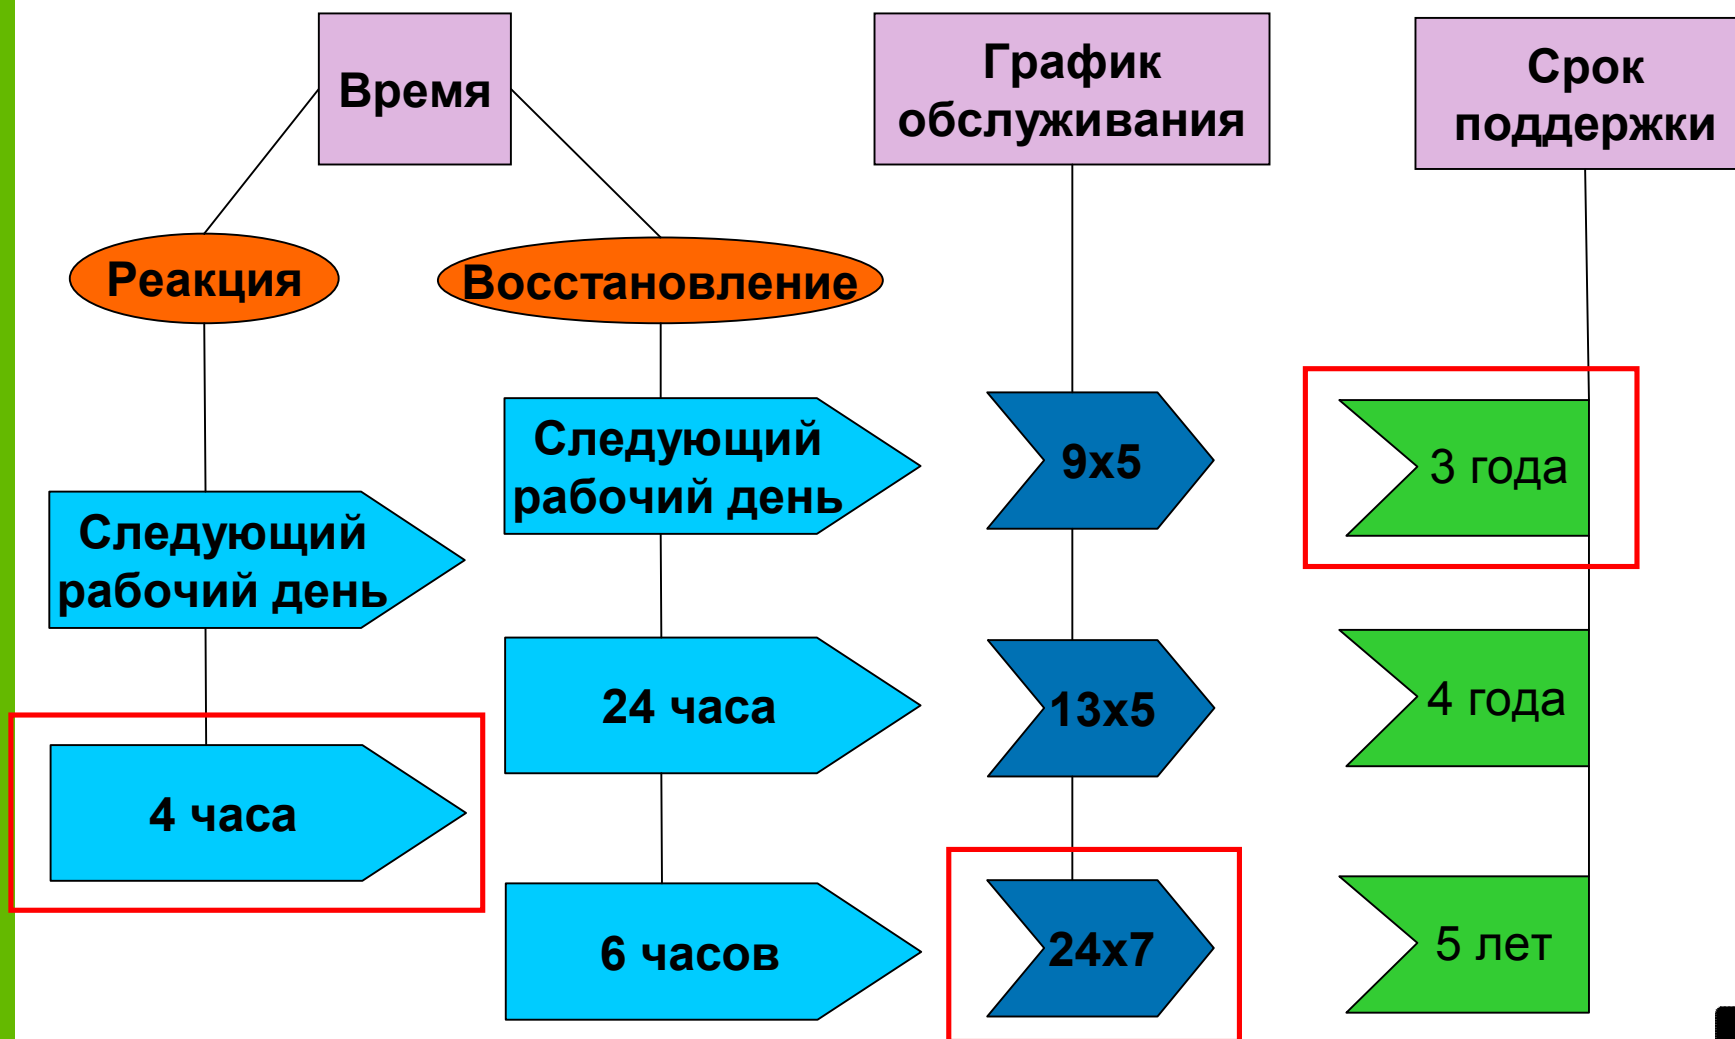 Время
График
обслуживания
Срок
поддержки
Реакция
Восстановление
Следующий
рабочий день
4 часа
Следующий
рабочий день
24 часа
6 часов
9x5
13x5
24x7
3 года
4 года
5 лет